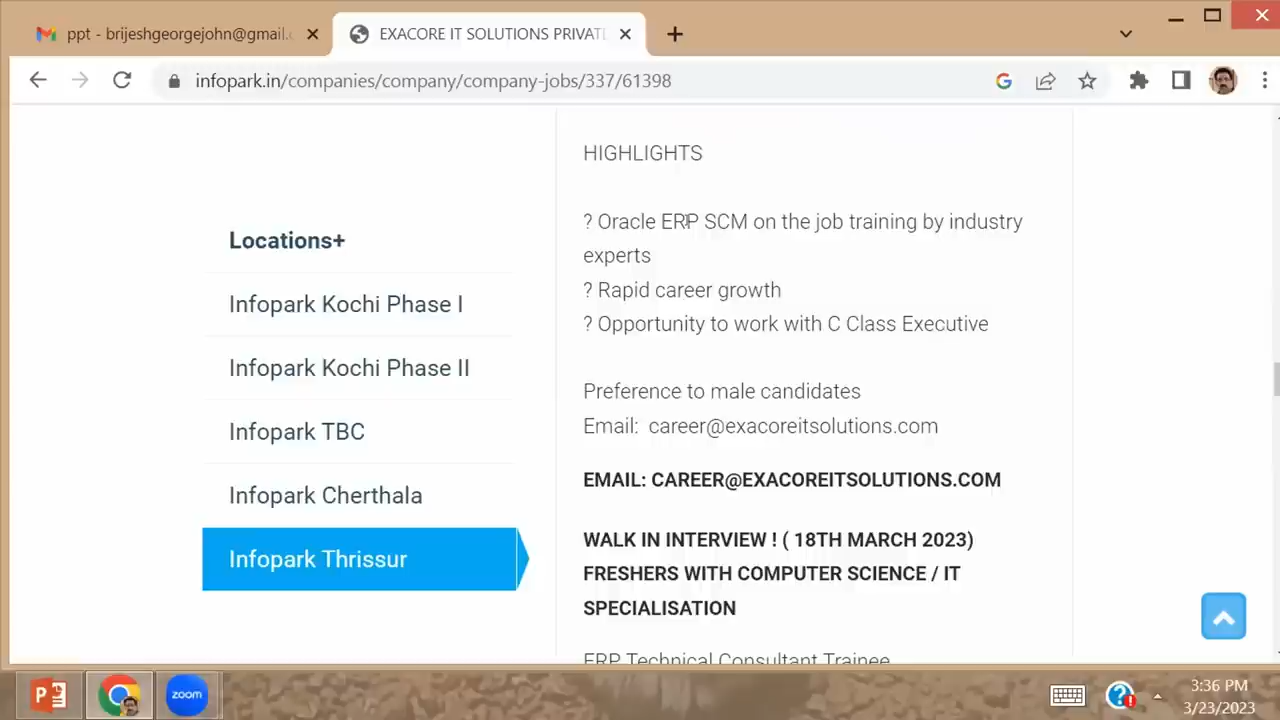 ppt - brijeshgeorgejohn@gmail.c
EXACORE IT SOLUTIONS PRIVAT
infopark.in/companies/company/company-jobs/337/61398
Locations+
Infopark Kochi Phase I
Infopark Kochi Phase II
Infopark TBC
Infopark Cherthala
Infopark Thrissur
HIGHLIGHTS
? Oracle ERP SCM on the job training by industry
experts
? Rapid career growth
? Opportunity to work with C Class Executive
Preference to male candidates
Email: career@exacoreitsolutions.com
EMAIL: CAREER@EXACOREITSOLUTIONS.COM
WALK IN INTERVIEW ! ( 18TH MARCH 2023)
FRESHERS WITH COMPUTER SCIENCE / IT
SPECIALISATION
ERP Technical Consultant Trainee
zoom
3:36 PM
3/23/2023